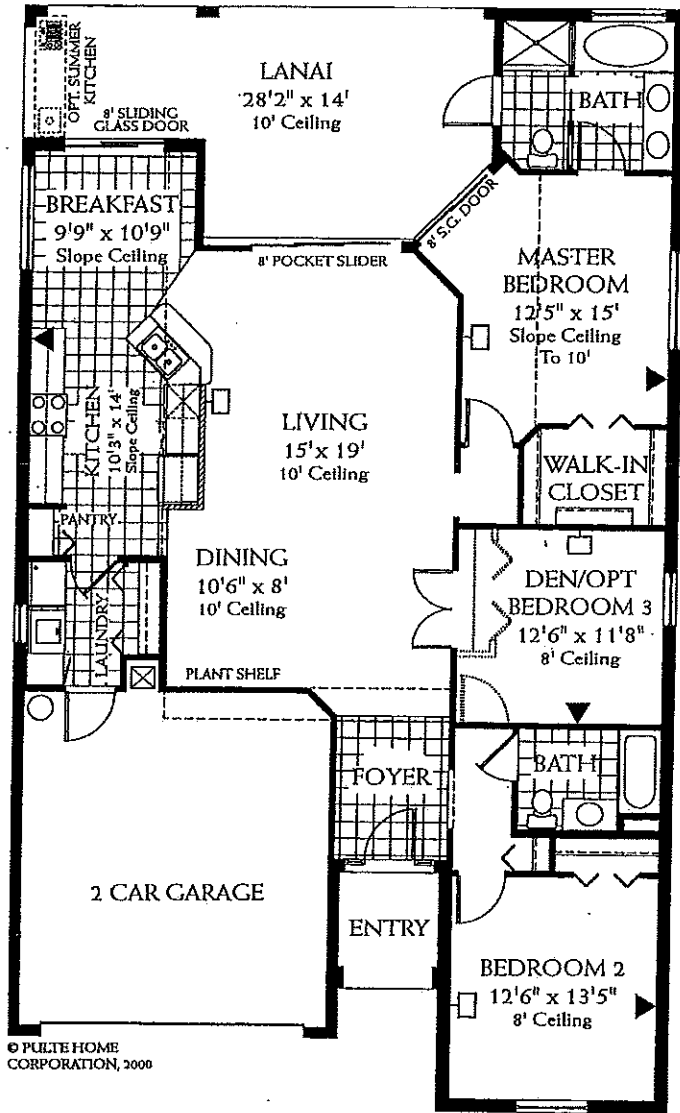 OPT. SUMMER
KITCHEN
LANAI
28'2" x 14'
10' Ceiling
8' SLIDING
GLASS DOOR
BATH
BREAKFAST
9'9" x 10'9"
Slope Ceiling
8' POCKET SLIDER
8' S.G. DOOR
MASTER
BEDROOM
12'5" x 15'
Slope Ceiling
To 10'
KITCHEN
10'3" x 14'
Slope Ceiling
LIVING
15' x 19'
10' Ceiling
WALK-IN
CLOSET
PANTRY
DINING
10'6" x 8'
10' Ceiling
DEN/OPT
BEDROOM 3
12'6" x 11'8"
8' Ceiling
LAUNDRY
PLANT SHELF
FOYER
BATH
2 CAR GARAGE
ENTRY
BEDROOM 2
12'6" x 13'5"
8' Ceiling
© PULTE HOME
CORPORATION, 2000